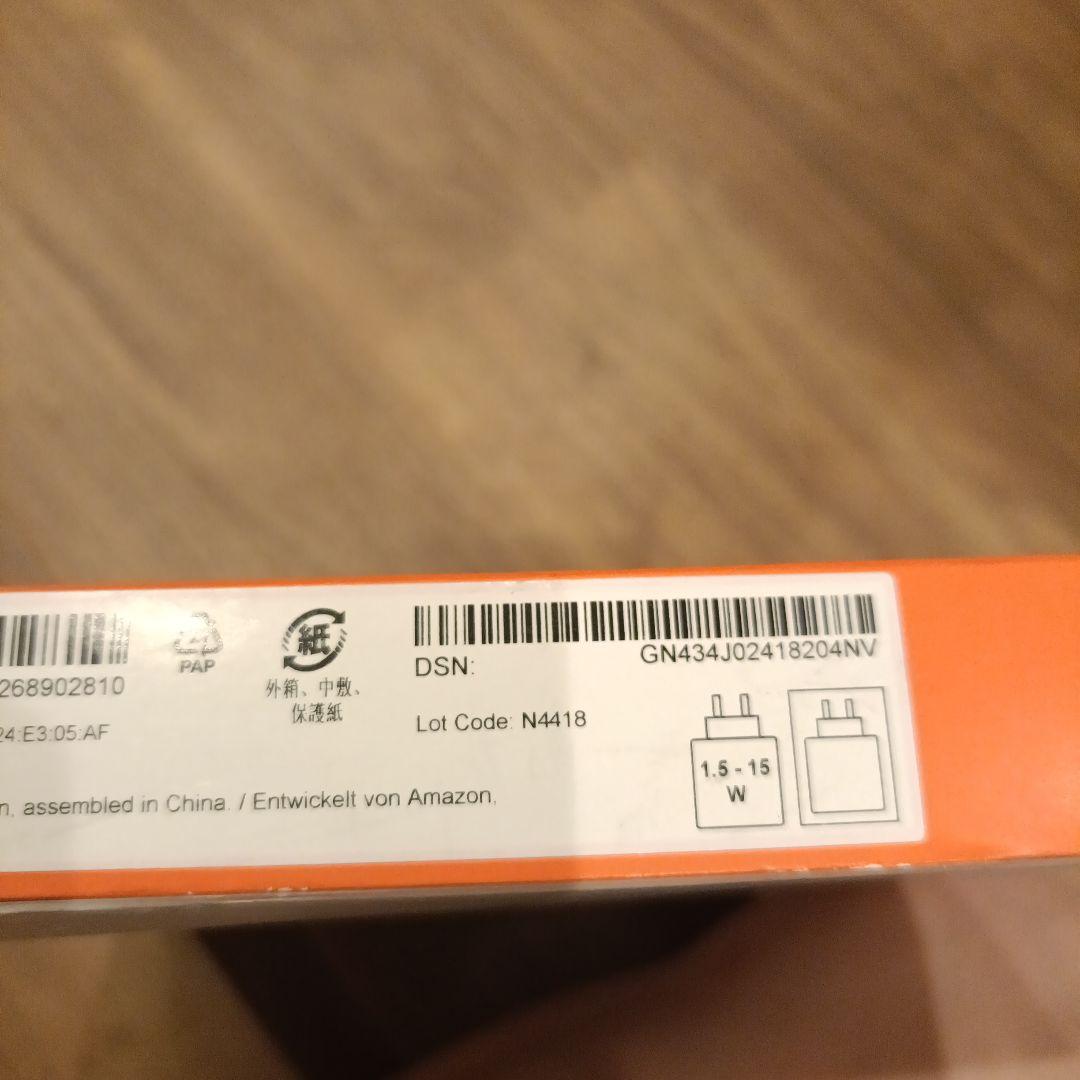 268902810
24:E3:05:AF
n, assembled in China. / Entwickelt von Amazon,
PAP
紙
外箱、中敷、
保護紙
DSN:
GN434J02418204NV
Lot Code: N4418
1.5 - 15
W